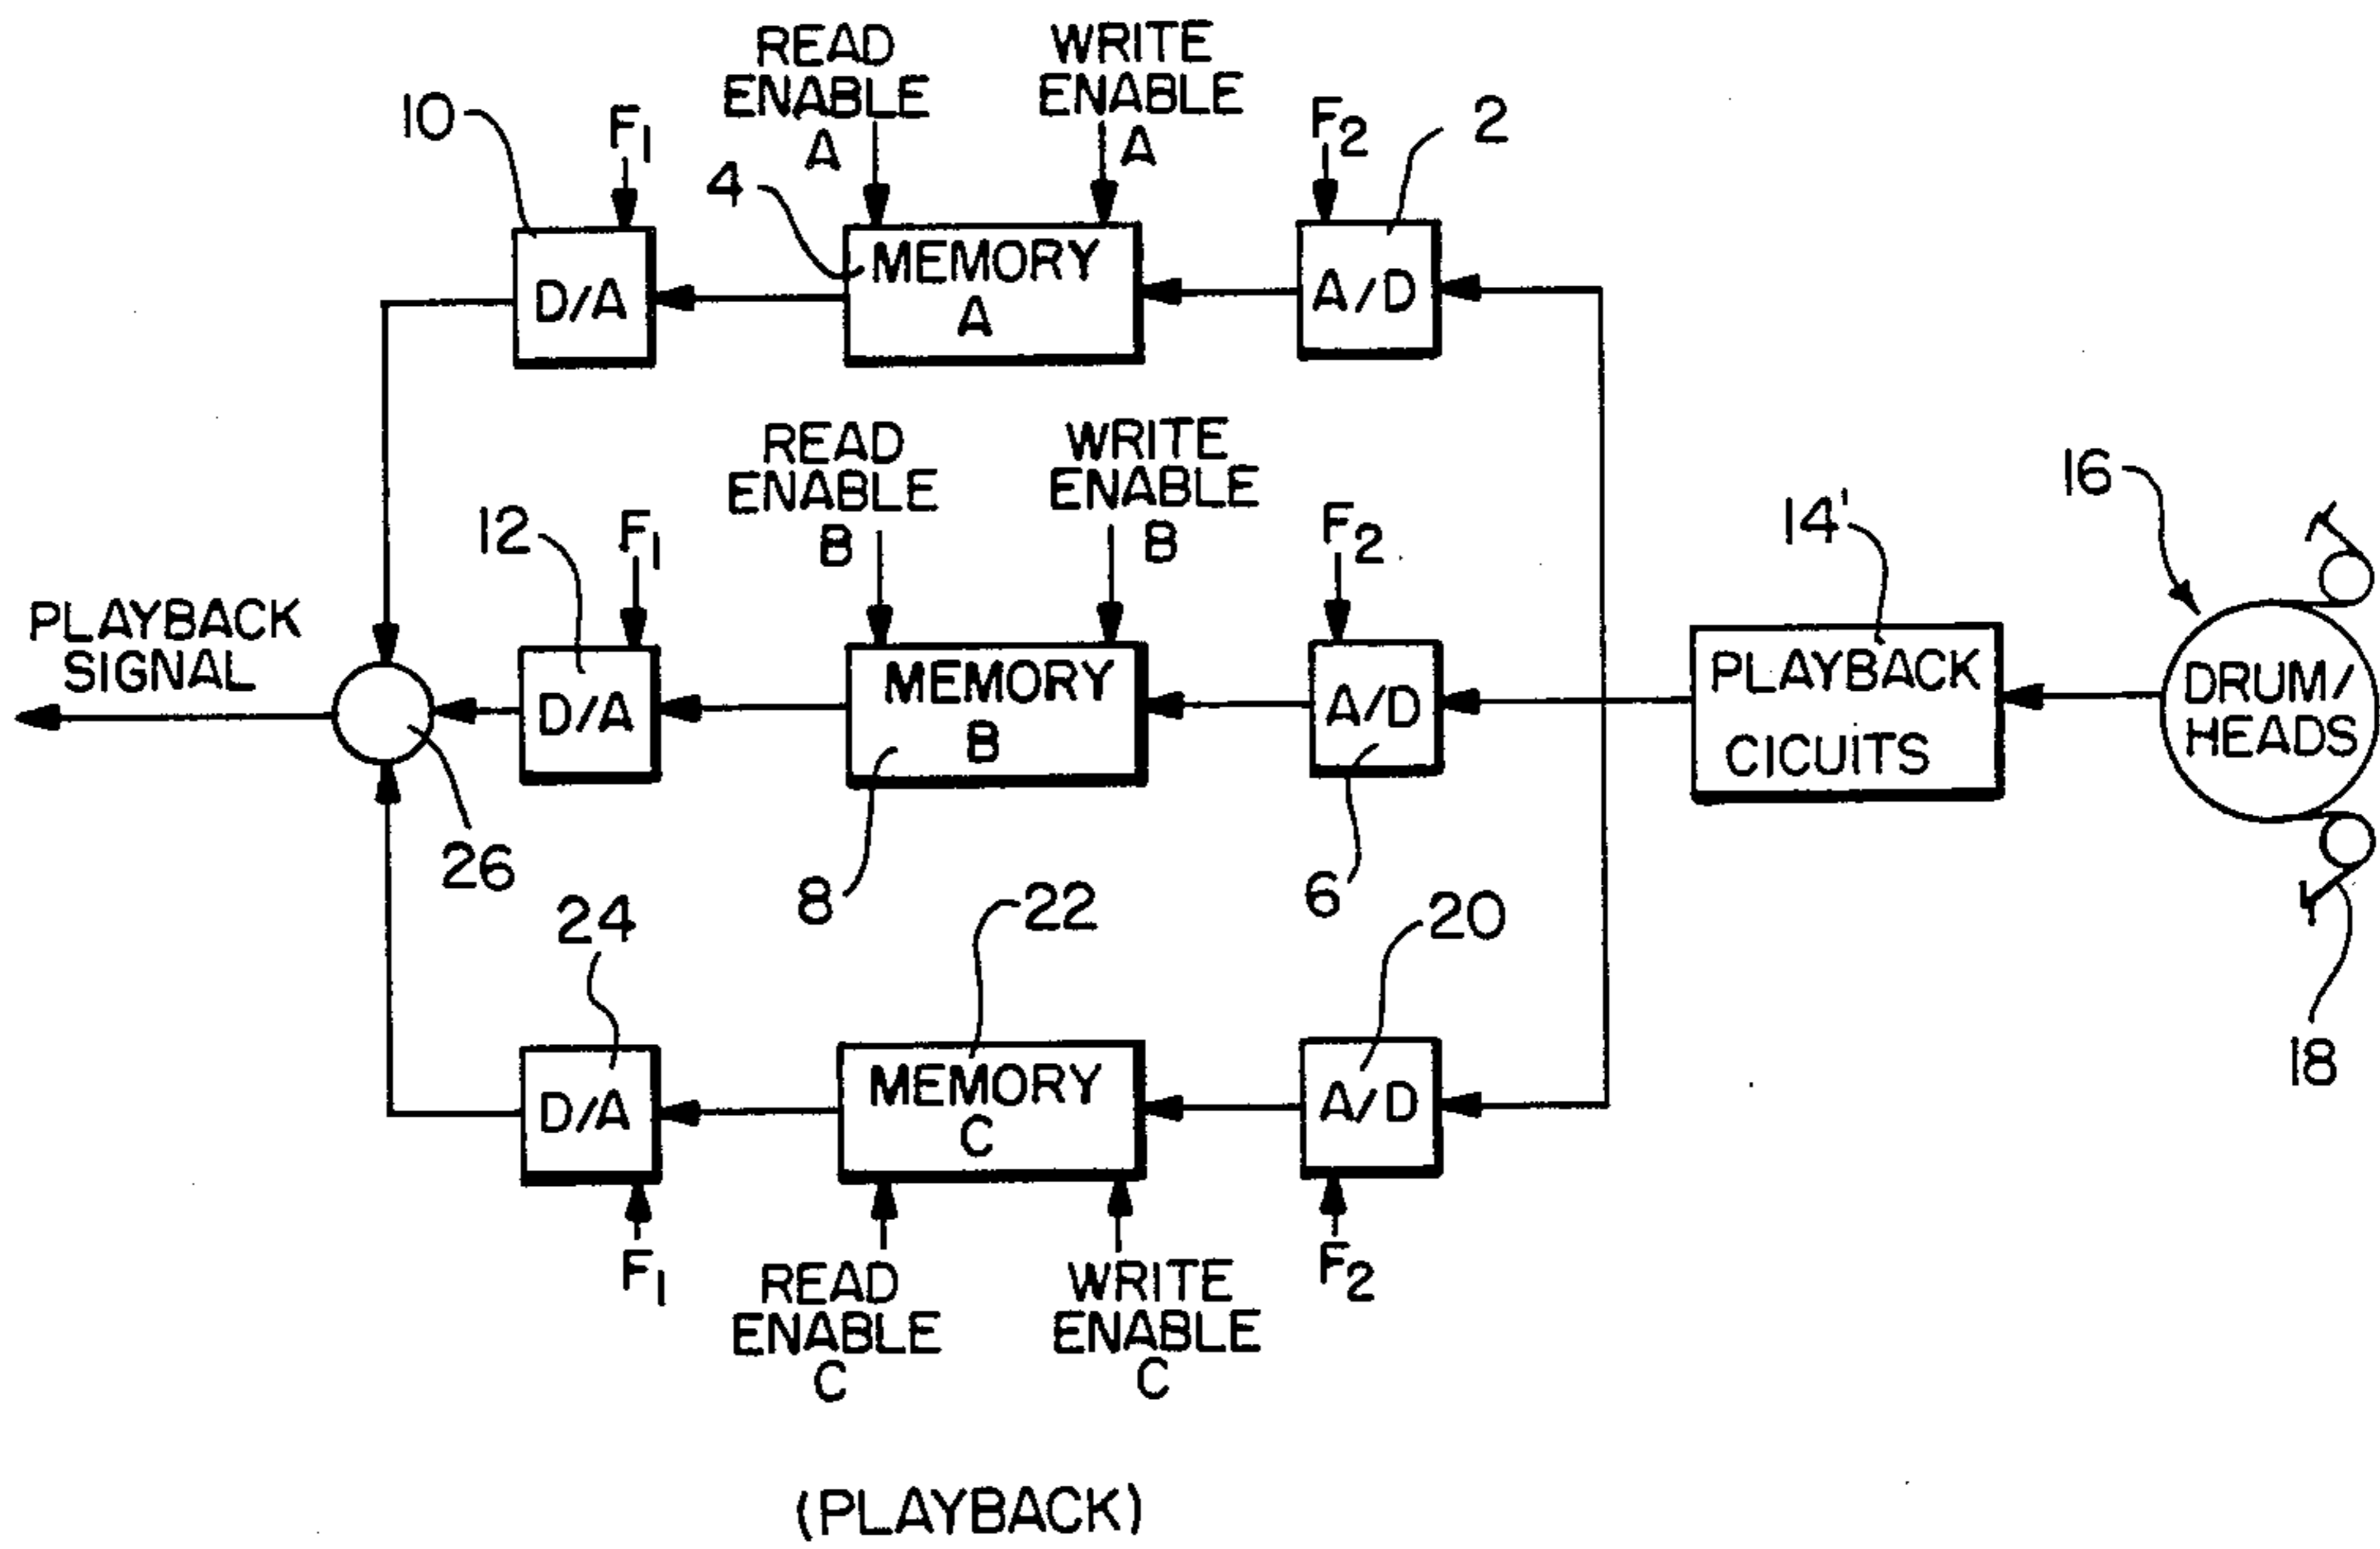 READ
ENABLE
A
WRITE
ENABLE
A
10
F1
4
F2
2
D/A
MEMORY
A
A/D
READ
ENABLE
B
WRITE
ENABLE
B
12
F1
F2
16
14'
PLAYBACK
SIGNAL
D/A
MEMORY
B
A/D
PLAYBACK
CICUITS
DRUM/
HEADS
26
8
6
24
22
20
18
D/A
MEMORY
C
A/D
F1
READ
ENABLE
C
WRITE
ENABLE
C
F2
(PLAYBACK)